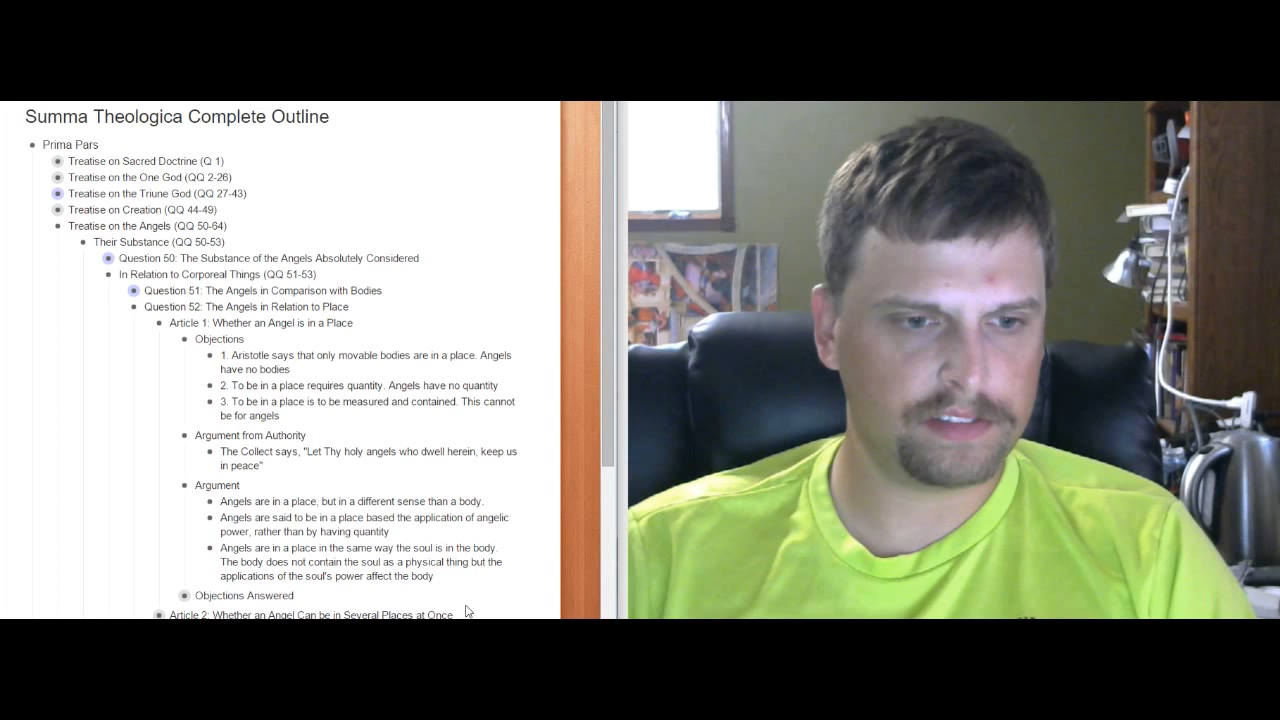 Summa Theologica Complete Outline
Prima Pars
Treatise on Sacred Doctrine (Q 1)
Treatise on the One God (QQ 2-26)
Treatise on the Triune God (QQ 27-43)
Treatise on Creation (QQ 44-49)
Treatise on the Angels (QQ 50-64)
Their Substance (QQ 50-53)
Question 50: The Substance of the Angels Absolutely Considered
In Relation to Corporeal Things (QQ 51-53)
Question 51: The Angels in Comparison with Bodies
Question 52: The Angels in Relation to Place
Article 1: Whether an Angel is in a Place
Objections
1. Aristotle says that only movable bodies are in a place. Angels
have no bodies
2. To be in a place requires quantity. Angels have no quantity
3. To be in a place is to be measured and contained. This cannot
be for angels
Argument from Authority
The Collect says, "Let Thy holy angels who dwell herein, keep us
in peace"
Argument
Angels are in a place, but in a different sense than a body.
Angels are said to be in a place based the application of angelic
power, rather than by having quantity
Angels are in a place in the same way the soul is in the body.
The body does not contain the soul as a physical thing but the
applications of the soul's power affect the body
Objections Answered
Article 2: Whether an Angel Can be in Several Places at Once